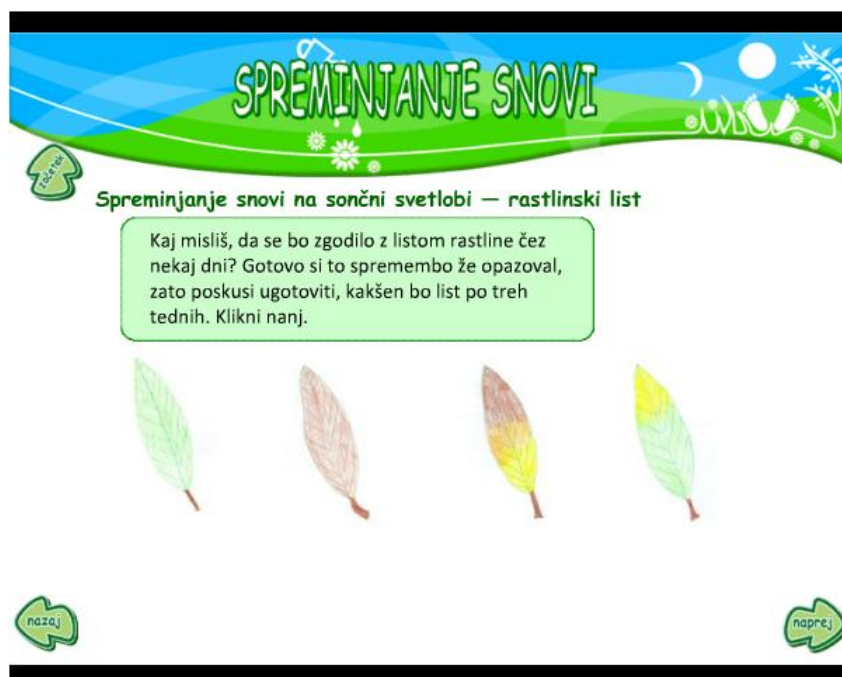 SPREMINJANJE SNOVI
začetek
Spreminjanje snovi na sončni svetlobi — rastlinski list
Kaj misliš, da se bo zgodilo z listom rastline čez
nekaj dni? Gotovo si to spremembo že opazoval,
zato poskusi ugotoviti, kakšen bo list po treh
tednih. Klikni nanj.
nazaj
naprej